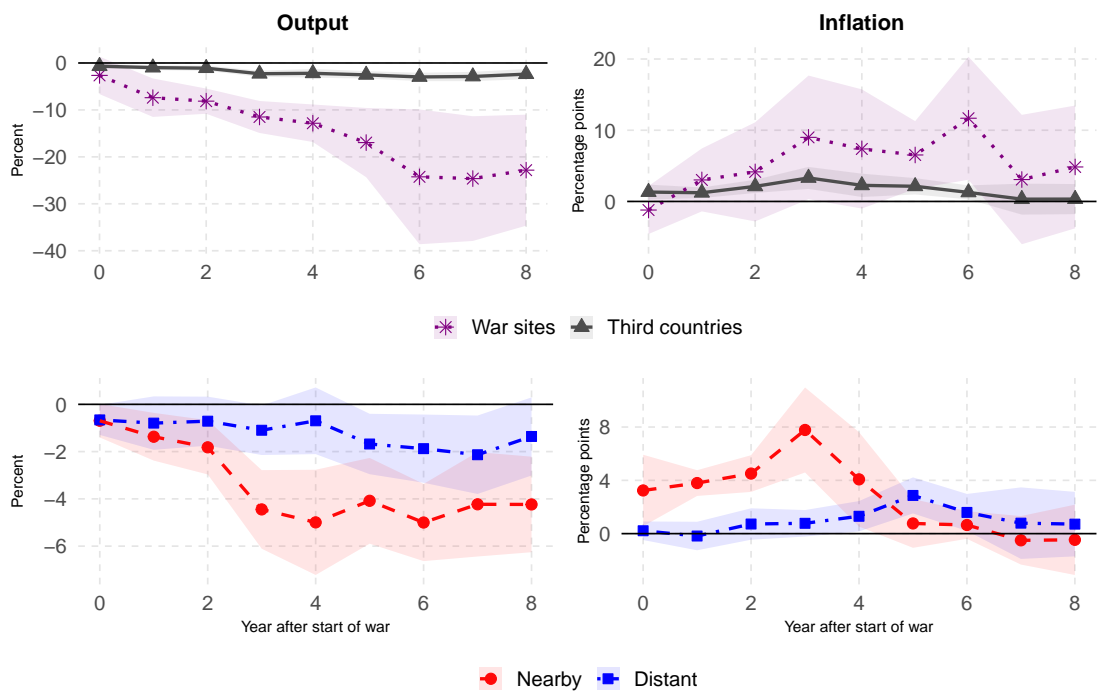 Output
Inflation
Percent
0
−10
−20
−30
−40
0 2 4 6 8
Percentage points
20
10
0
0 2 4 6 8
War sites Third countries
Percent
0
−2
−4
−6
0 2 4 6 8
Year after start of war
Percentage points
8
4
0
0 2 4 6 8
Year after start of war
Nearby Distant